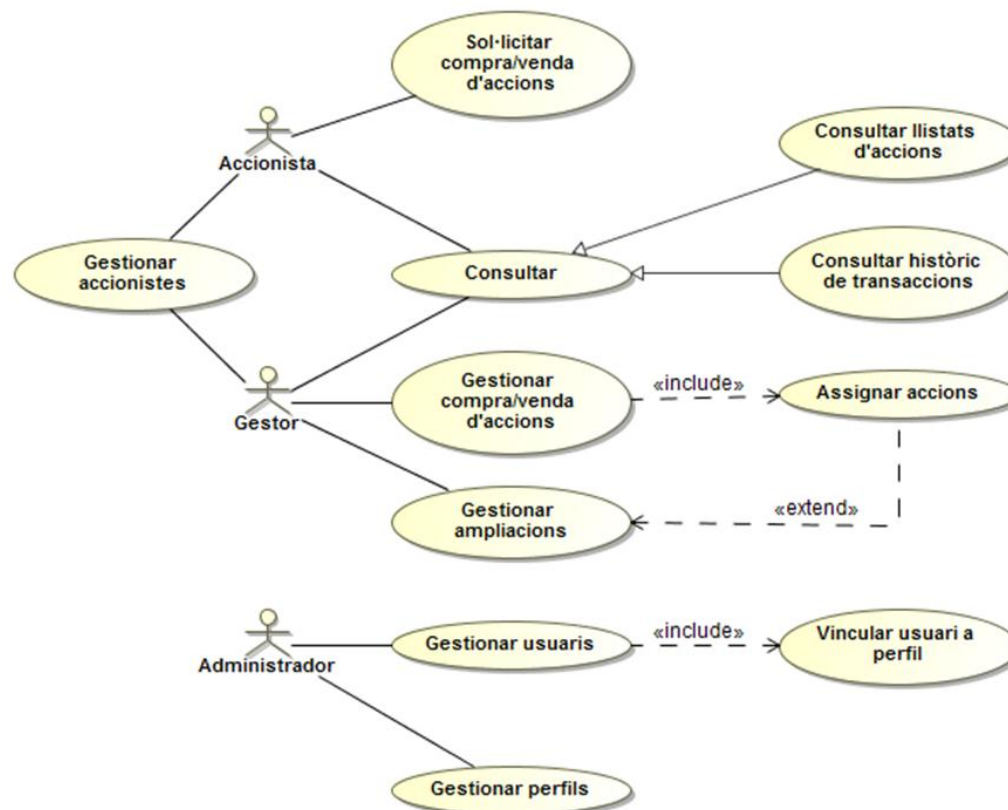 Sol·licitar
compra/venda
d'accions
Accionista
Consultar llistats
d'accions
Gestionar
accionistes
Consultar
Consultar històric
de transaccions
Gestor
Gestionar
compra/venda
d'accions
«include»
Assignar accions
Gestionar
ampliacions
«extend»
Administrador
Gestionar usuaris
«include»
Vincular usuari a
perfil
Gestionar perfils